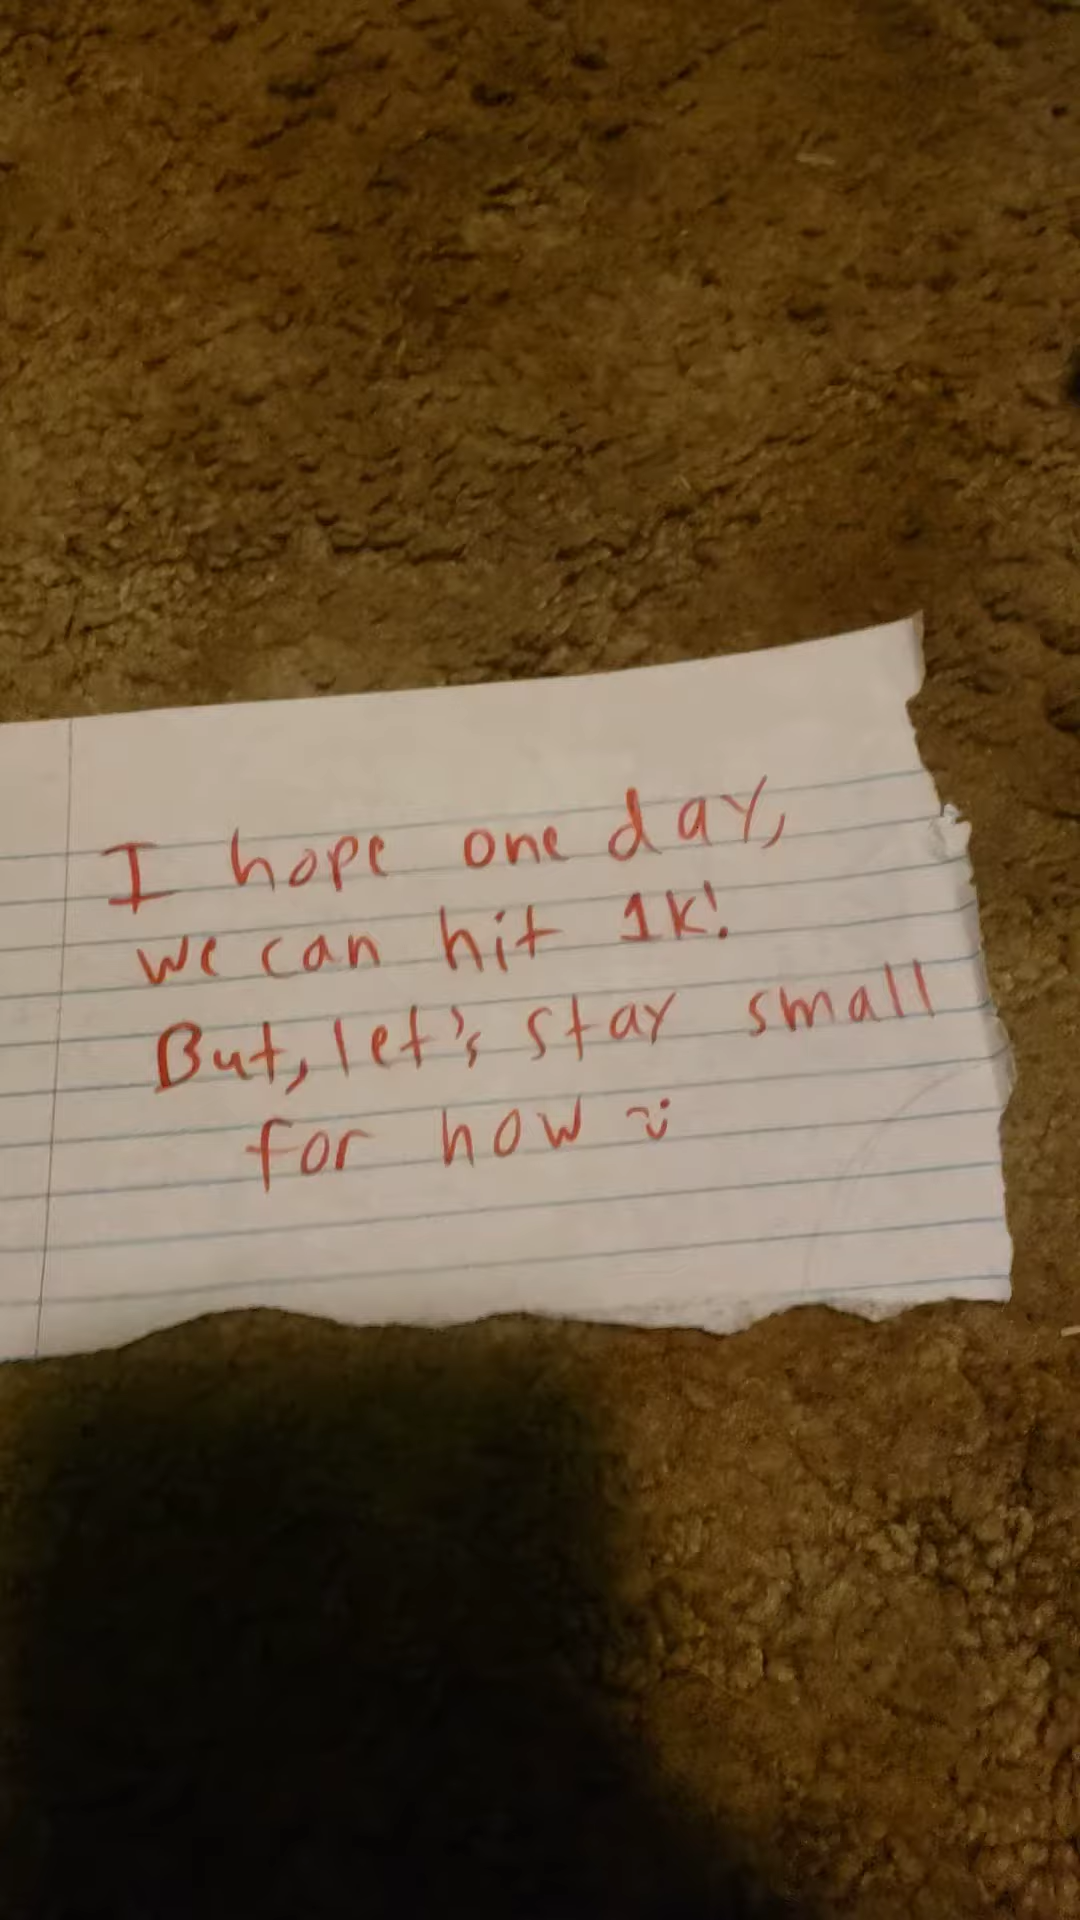 I hope one day,
we can hit 1k!
But, let's stay small
for now :)